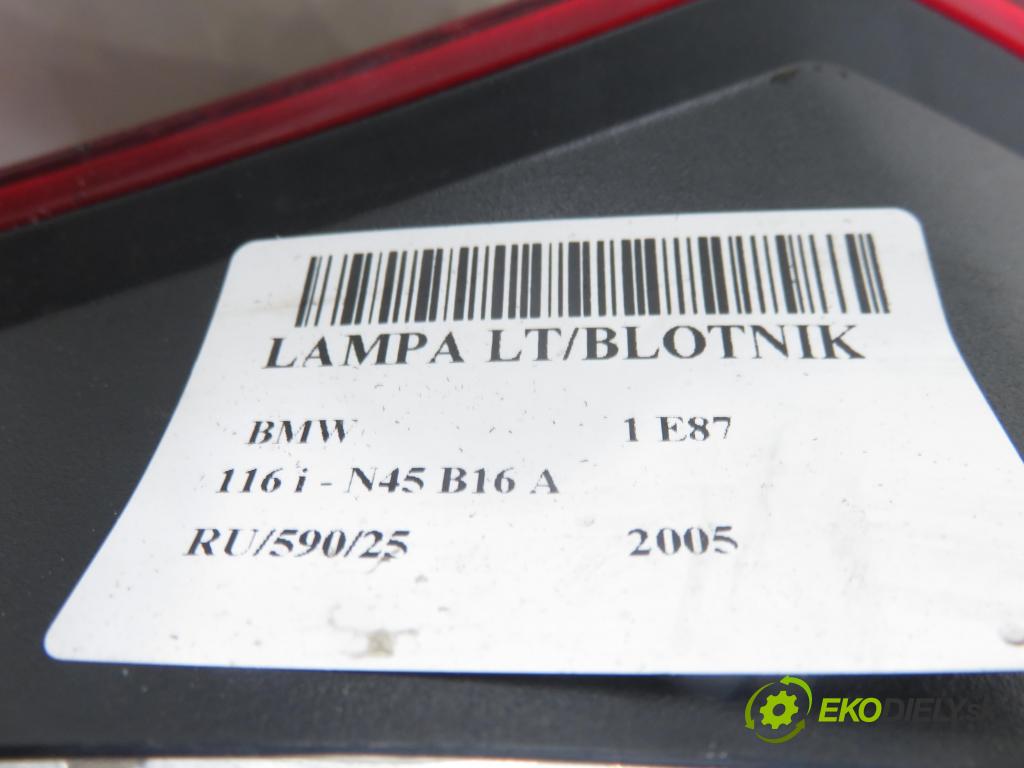 LAMPA LT/BLOTNIK
BMW 1 E87
116 i - N45 B16 A
RU/590/25 2005
EKODIELY.s